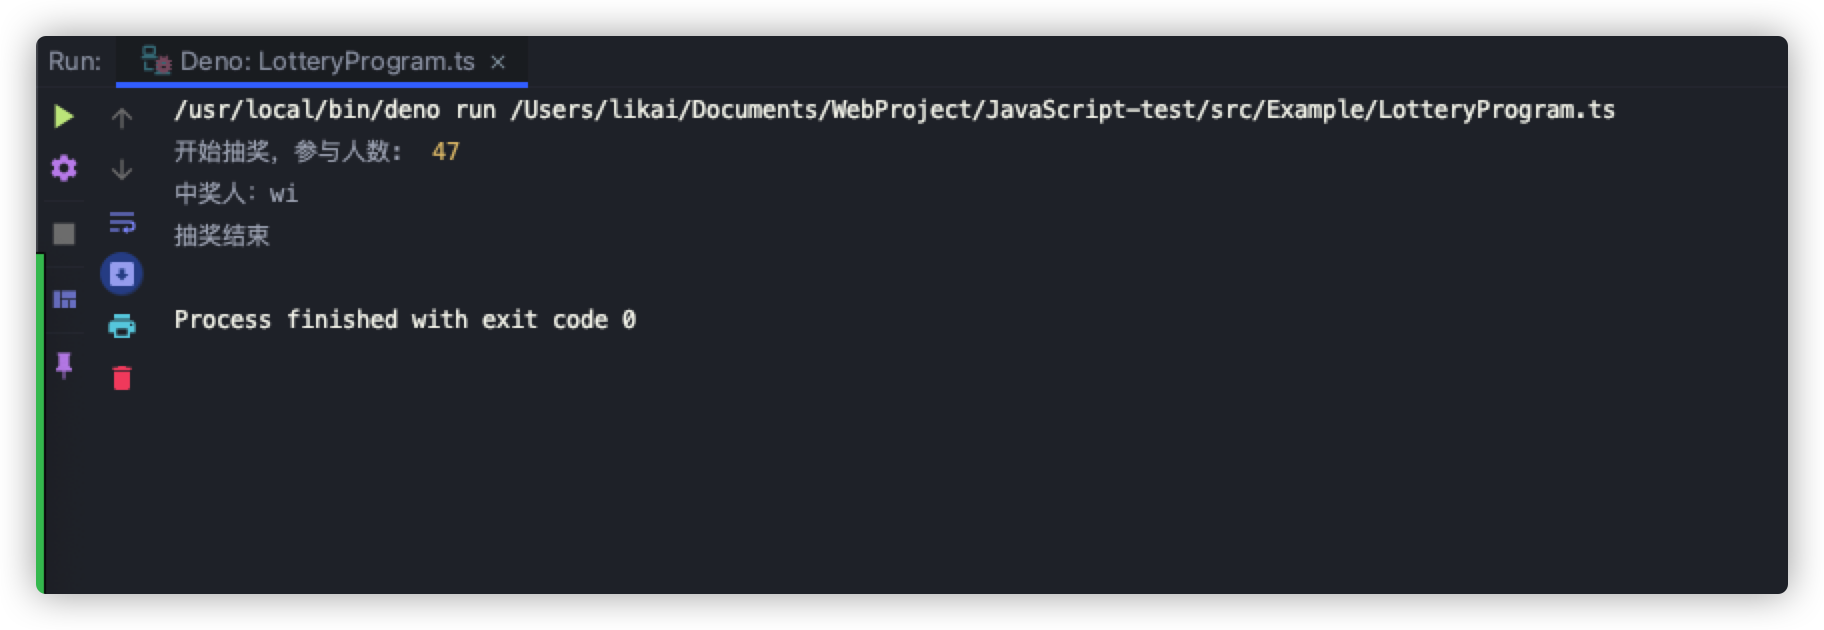 Run: Deno: LotteryProgram.ts
/usr/local/bin/deno run /Users/likai/Documents/WebProject/JavaScript-test/src/Example/LotteryProgram.ts
开始抽奖，参与人数： 47
中奖人：wi
抽奖结束
Process finished with exit code 0